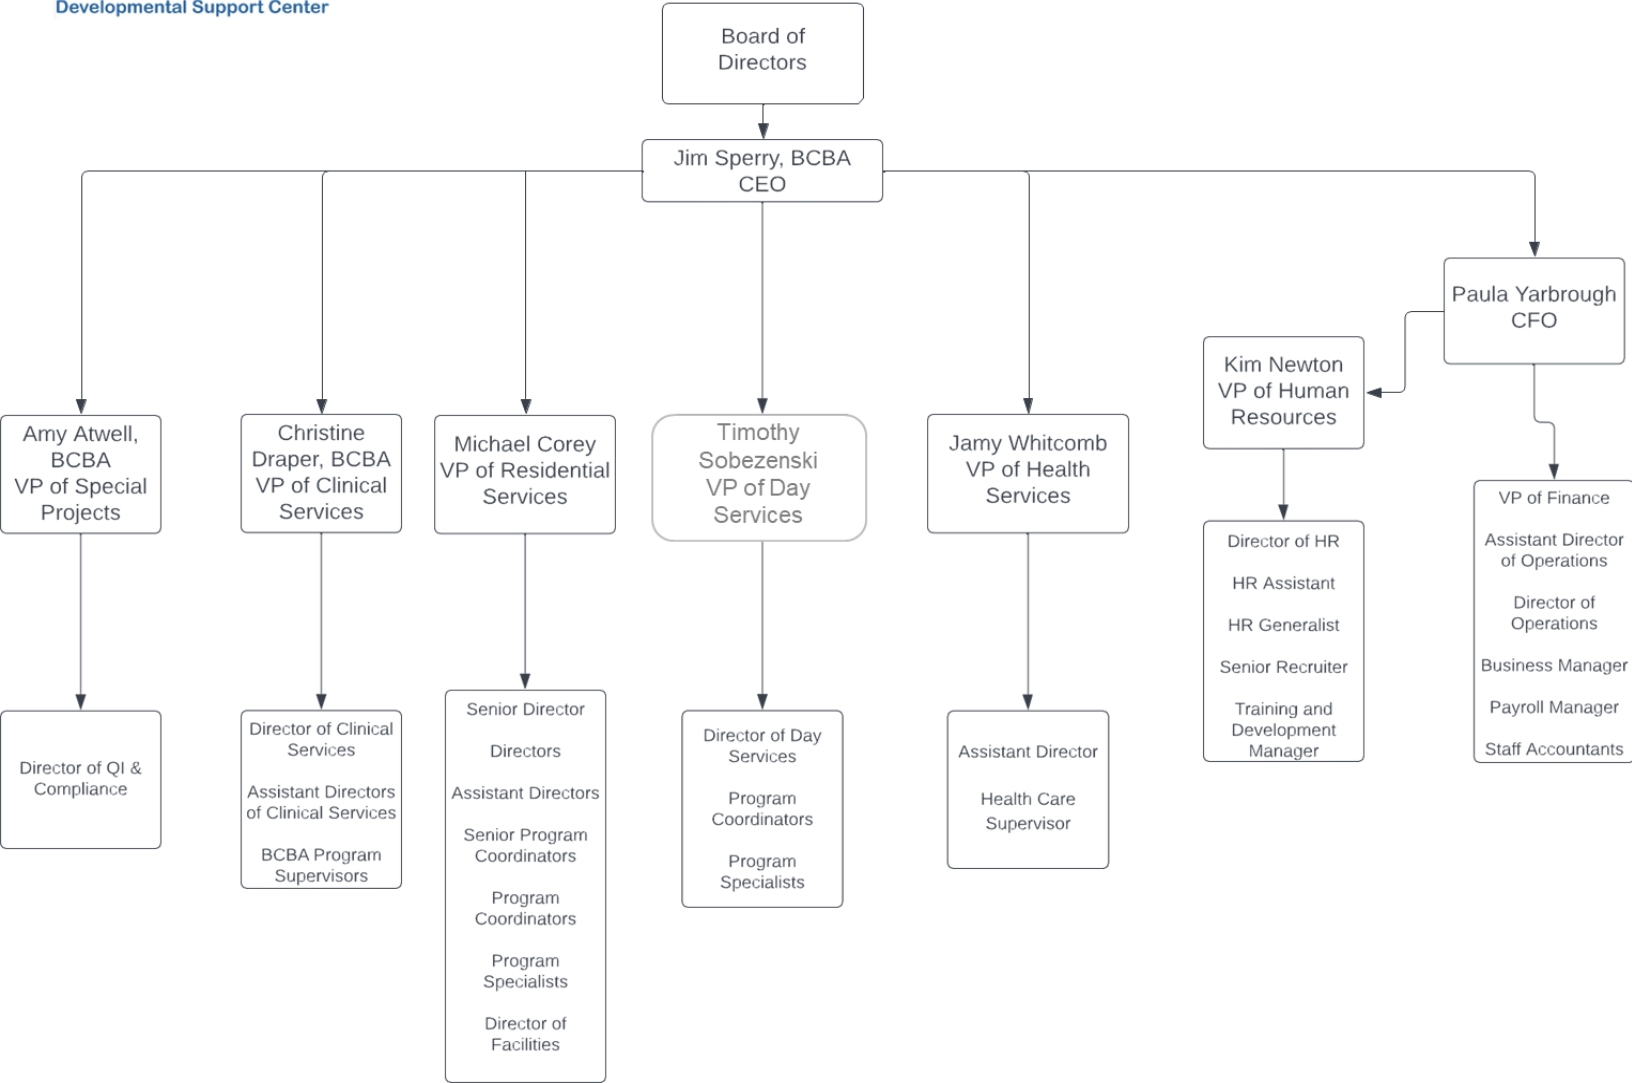 Developmental Support Center
Board of
Directors
Jim Sperry, BCBA
CEO
Paula Yarbrough
CFO
Kim Newton
VP of Human
Resources
Amy Atwell,
BCBA
VP of Special
Projects
Christine
Draper, BCBA
VP of Clinical
Services
Michael Corey
VP of Residential
Services
Timothy
Sobezenski
VP of Day
Services
Jamy Whitcomb
VP of Health
Services
Director of HR
HR Assistant
HR Generalist
Senior Recruiter
Training and
Development
Manager
VP of Finance
Assistant Director
of Operations
Director of
Operations
Business Manager
Payroll Manager
Staff Accountants
Director of QI &
Compliance
Director of Clinical
Services
Assistant Directors
of Clinical Services
BCBA Program
Supervisors
Senior Director
Directors
Assistant Directors
Senior Program
Coordinators
Program
Coordinators
Program
Specialists
Director of
Facilities
Director of Day
Services
Program
Coordinators
Program
Specialists
Assistant Director
Health Care
Supervisor